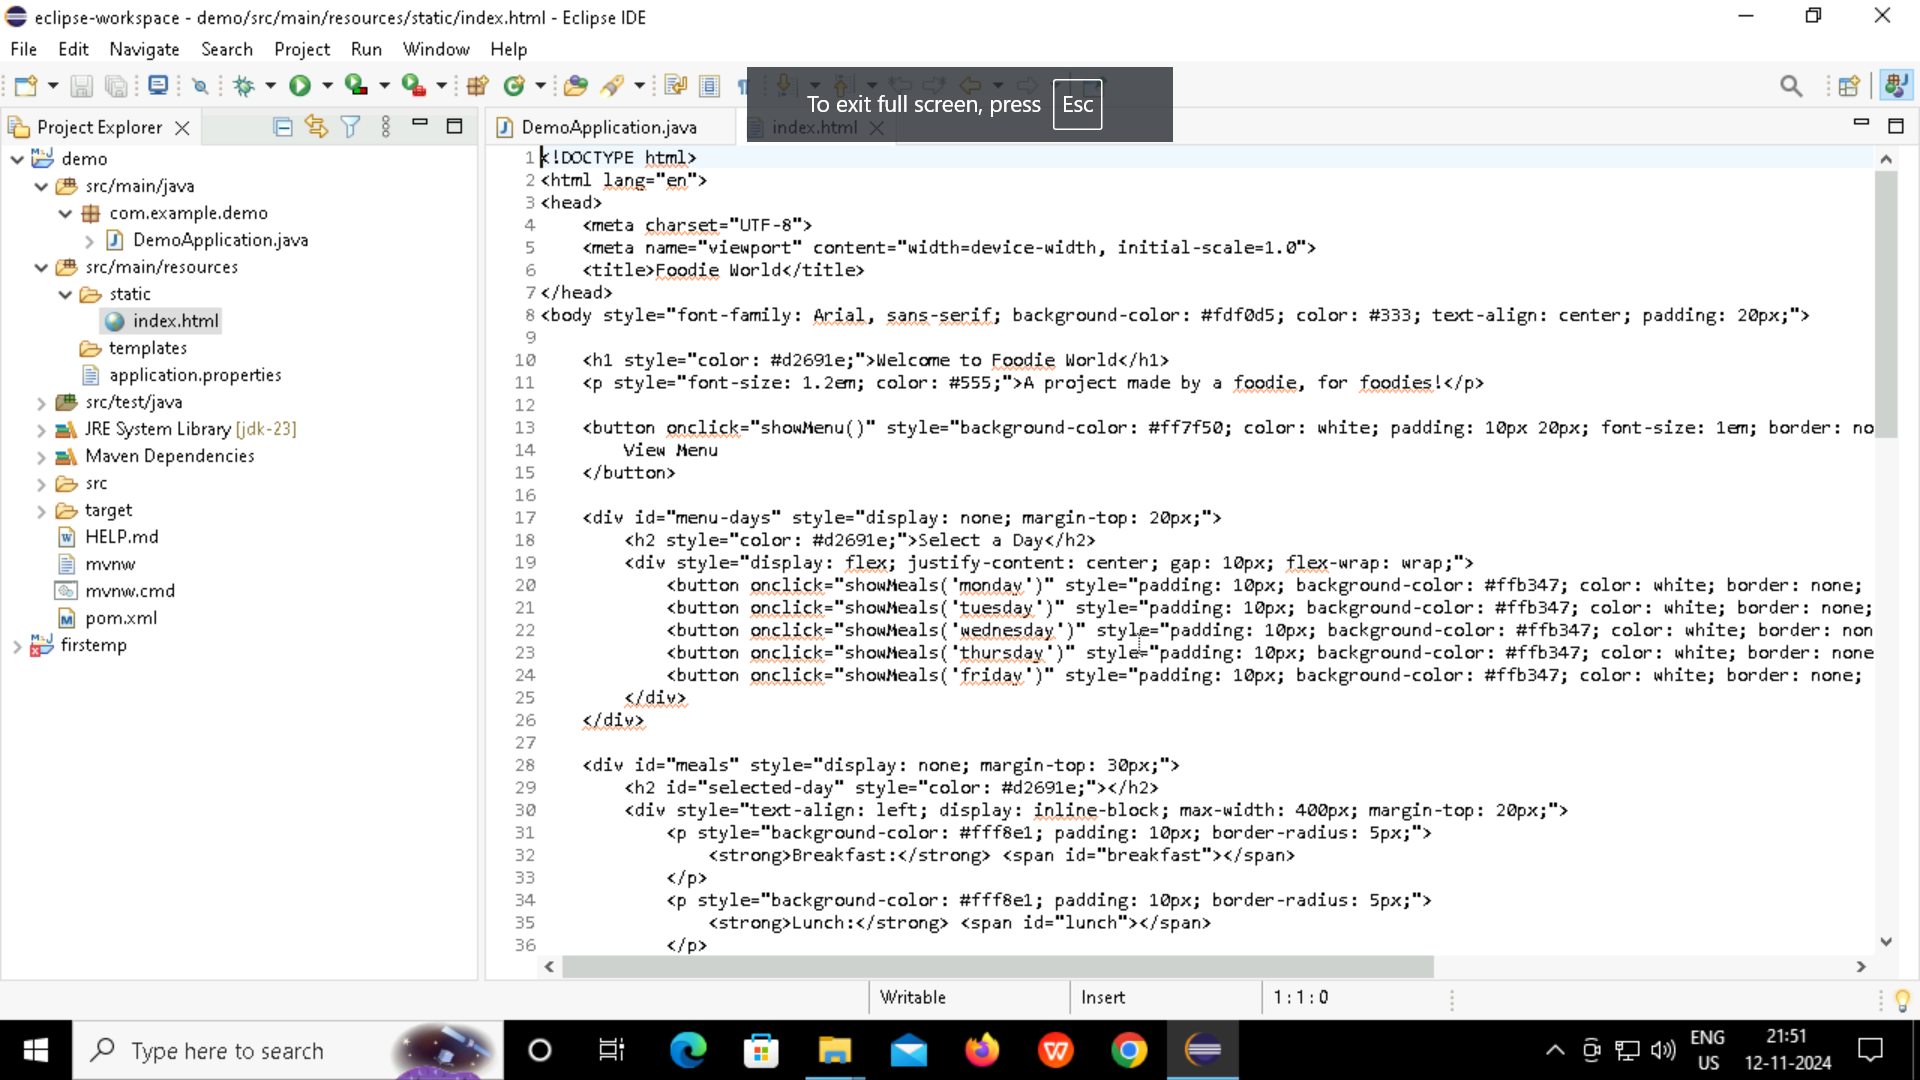 eclipse-workspace - demo/src/main/resources/static/index.html - Eclipse IDE
File Edit Navigate Search Project Run Window Help
To exit full screen, press Esc
Project Explorer
DemoApplication.java
index.html
demo
src/main/java
com.example.demo
DemoApplication.java
src/main/resources
static
index.html
templates
application.properties
src/test/java
JRE System Library [jdk-23]
Maven Dependencies
src
target
HELP.md
mvnw
mvnw.cmd
pom.xml
firstemp
1 <!DOCTYPE html>
2 <html lang="en">
3 <head>
4 <meta charset="UTF-8">
5 <meta name="viewport" content="width=device-width, initial-scale=1.0">
6 <title>Foodie World</title>
7 </head>
8 <body style="font-family: Arial, sans-serif; background-color: #fdf0d5; color: #333; text-align: center; padding: 20px;">
9
10 <h1 style="color: #d2691e;">Welcome to Foodie World</h1>
11 <p style="font-size: 1.2em; color: #555;">A project made by a foodie, for foodies!</p>
12
13 <button onclick="showMenu()" style="background-color: #ff7f50; color: white; padding: 10px 20px; font-size: 1em; border: no
14 View Menu
15 </button>
16
17 <div id="menu-days" style="display: none; margin-top: 20px;">
18 <h2 style="color: #d2691e;">Select a Day</h2>
19 <div style="display: flex; justify-content: center; gap: 10px; flex-wrap: wrap;">
20 <button onclick="showMeals('monday')" style="padding: 10px; background-color: #ffb347; color: white; border: none;
21 <button onclick="showMeals('tuesday')" style="padding: 10px; background-color: #ffb347; color: white; border: none;
22 <button onclick="showMeals('wednesday')" style="padding: 10px; background-color: #ffb347; color: white; border: non
23 <button onclick="showMeals('thursday')" style="padding: 10px; background-color: #ffb347; color: white; border: none
24 <button onclick="showMeals('friday')" style="padding: 10px; background-color: #ffb347; color: white; border: none;
25 </div>
26 </div>
27
28 <div id="meals" style="display: none; margin-top: 30px;">
29 <h2 id="selected-day" style="color: #d2691e;"></h2>
30 <div style="text-align: left; display: inline-block; max-width: 400px; margin-top: 20px;">
31 <p style="background-color: #fff8e1; padding: 10px; border-radius: 5px;">
32 <strong>Breakfast:</strong> <span id="breakfast"></span>
33 </p>
34 <p style="background-color: #fff8e1; padding: 10px; border-radius: 5px;">
35 <strong>Lunch:</strong> <span id="lunch"></span>
36 </p>
Writable Insert 1 : 1 : 0
Type here to search
ENG
US
21:51
12-11-2024